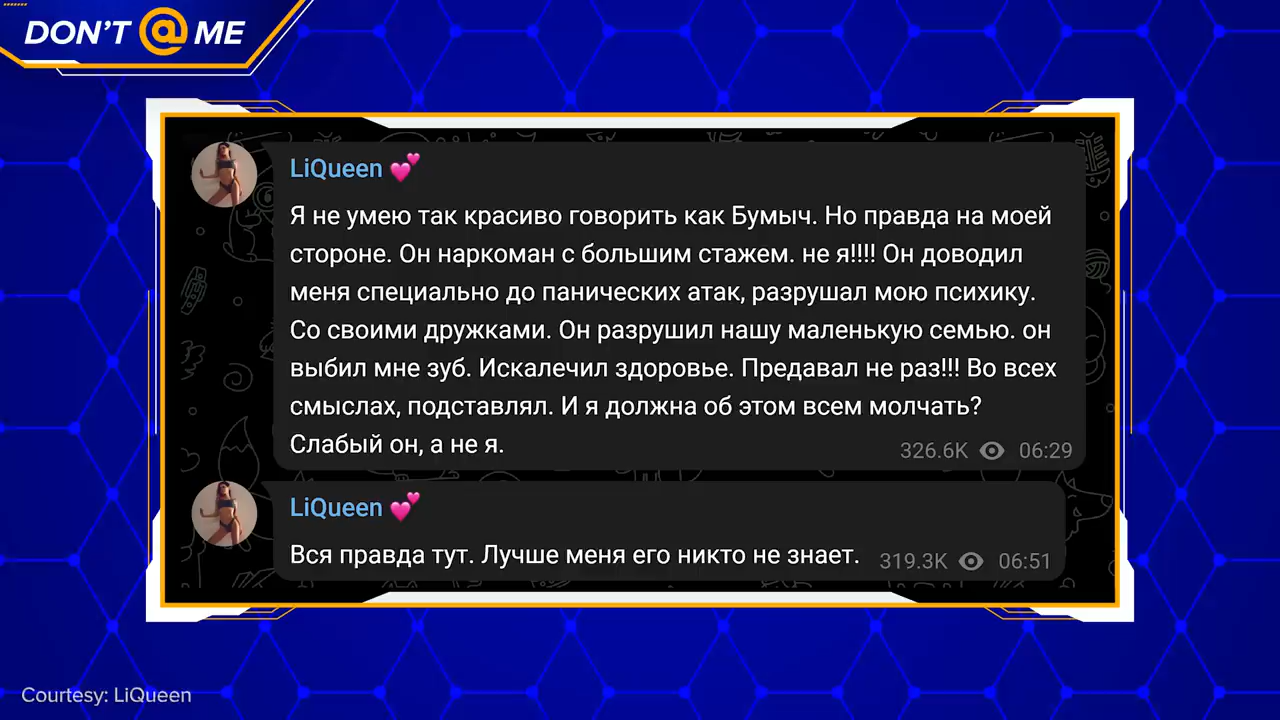 DON'T @ ME
LiQueen 💕
Я не умею так красиво говорить как Бумыч. Но правда на моей
стороне. Он наркоман с большим стажем. не я!!!! Он доводил
меня специально до панических атак, разрушал мою психику.
Со своими дружками. Он разрушил нашу маленькую семью. он
выбил мне зуб. Искалечил здоровье. Предавал не раз!!! Во всех
смыслах, подставлял. И я должна об этом всем молчать?
Слабый он, а не я.
326.6K 06:29
LiQueen 💕
Вся правда тут. Лучше меня его никто не знает.
319.3K 06:51
Courtesy: LiQueen